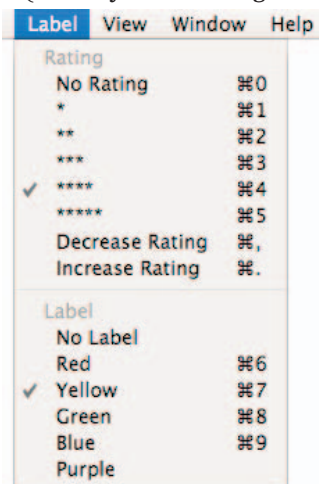 Label View Window Help
Rating
No Rating ⌘0
* ⌘1
** ⌘2
*** ⌘3
✓ **** ⌘4
***** ⌘5
Decrease Rating ⌘,
Increase Rating ⌘.
Label
No Label
Red ⌘6
✓ Yellow ⌘7
Green ⌘8
Blue ⌘9
Purple